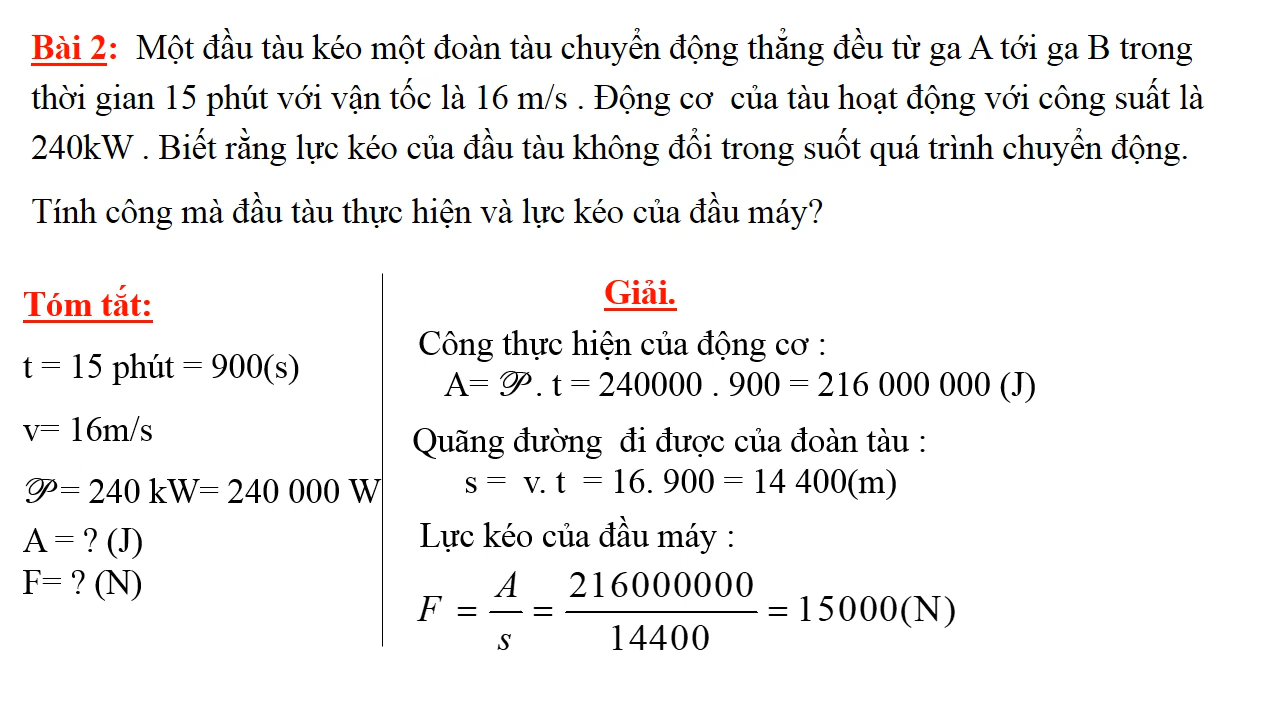 Bài 2: Một đầu tàu kéo một đoàn tàu chuyển động thẳng đều từ ga A tới ga B trong
thời gian 15 phút với vận tốc là 16 m/s . Động cơ của tàu hoạt động với công suất là
240kW . Biết rằng lực kéo của đầu tàu không đổi trong suốt quá trình chuyển động.
Tính công mà đầu tàu thực hiện và lực kéo của đầu máy?
Tóm tắt:
t = 15 phút = 900(s)
v= 16m/s
𝒫 = 240 kW= 240 000 W
A = ? (J)
F= ? (N)
Giải.
Công thực hiện của động cơ :
A= 𝒫 . t = 240000 . 900 = 216 000 000 (J)
Quãng đường đi được của đoàn tàu :
s = v. t = 16. 900 = 14 400(m)
Lực kéo của đầu máy :
F = A/s = 216000000/14400 = 15000(N)